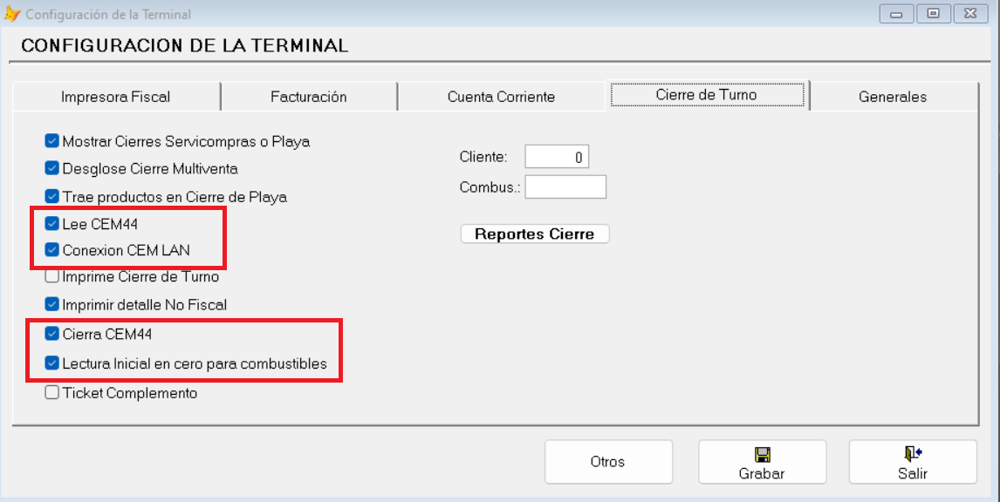 Configuración de la Terminal
CONFIGURACION DE LA TERMINAL
Impresora Fiscal
Facturación
Cuenta Corriente
Cierre de Turno
Generales
Mostrar Cierres Servicompras o Playa
Desglose Cierre Multiventa
Trae productos en Cierre de Playa
Lee CEM44
Conexion CEM LAN
Imprime Cierre de Turno
Imprimir detalle No Fiscal
Cierra CEM44
Lectura Inicial en cero para combustibles
Ticket Complemento
Cliente: 0
Combus.:
Reportes Cierre
Otros
Grabar
Salir